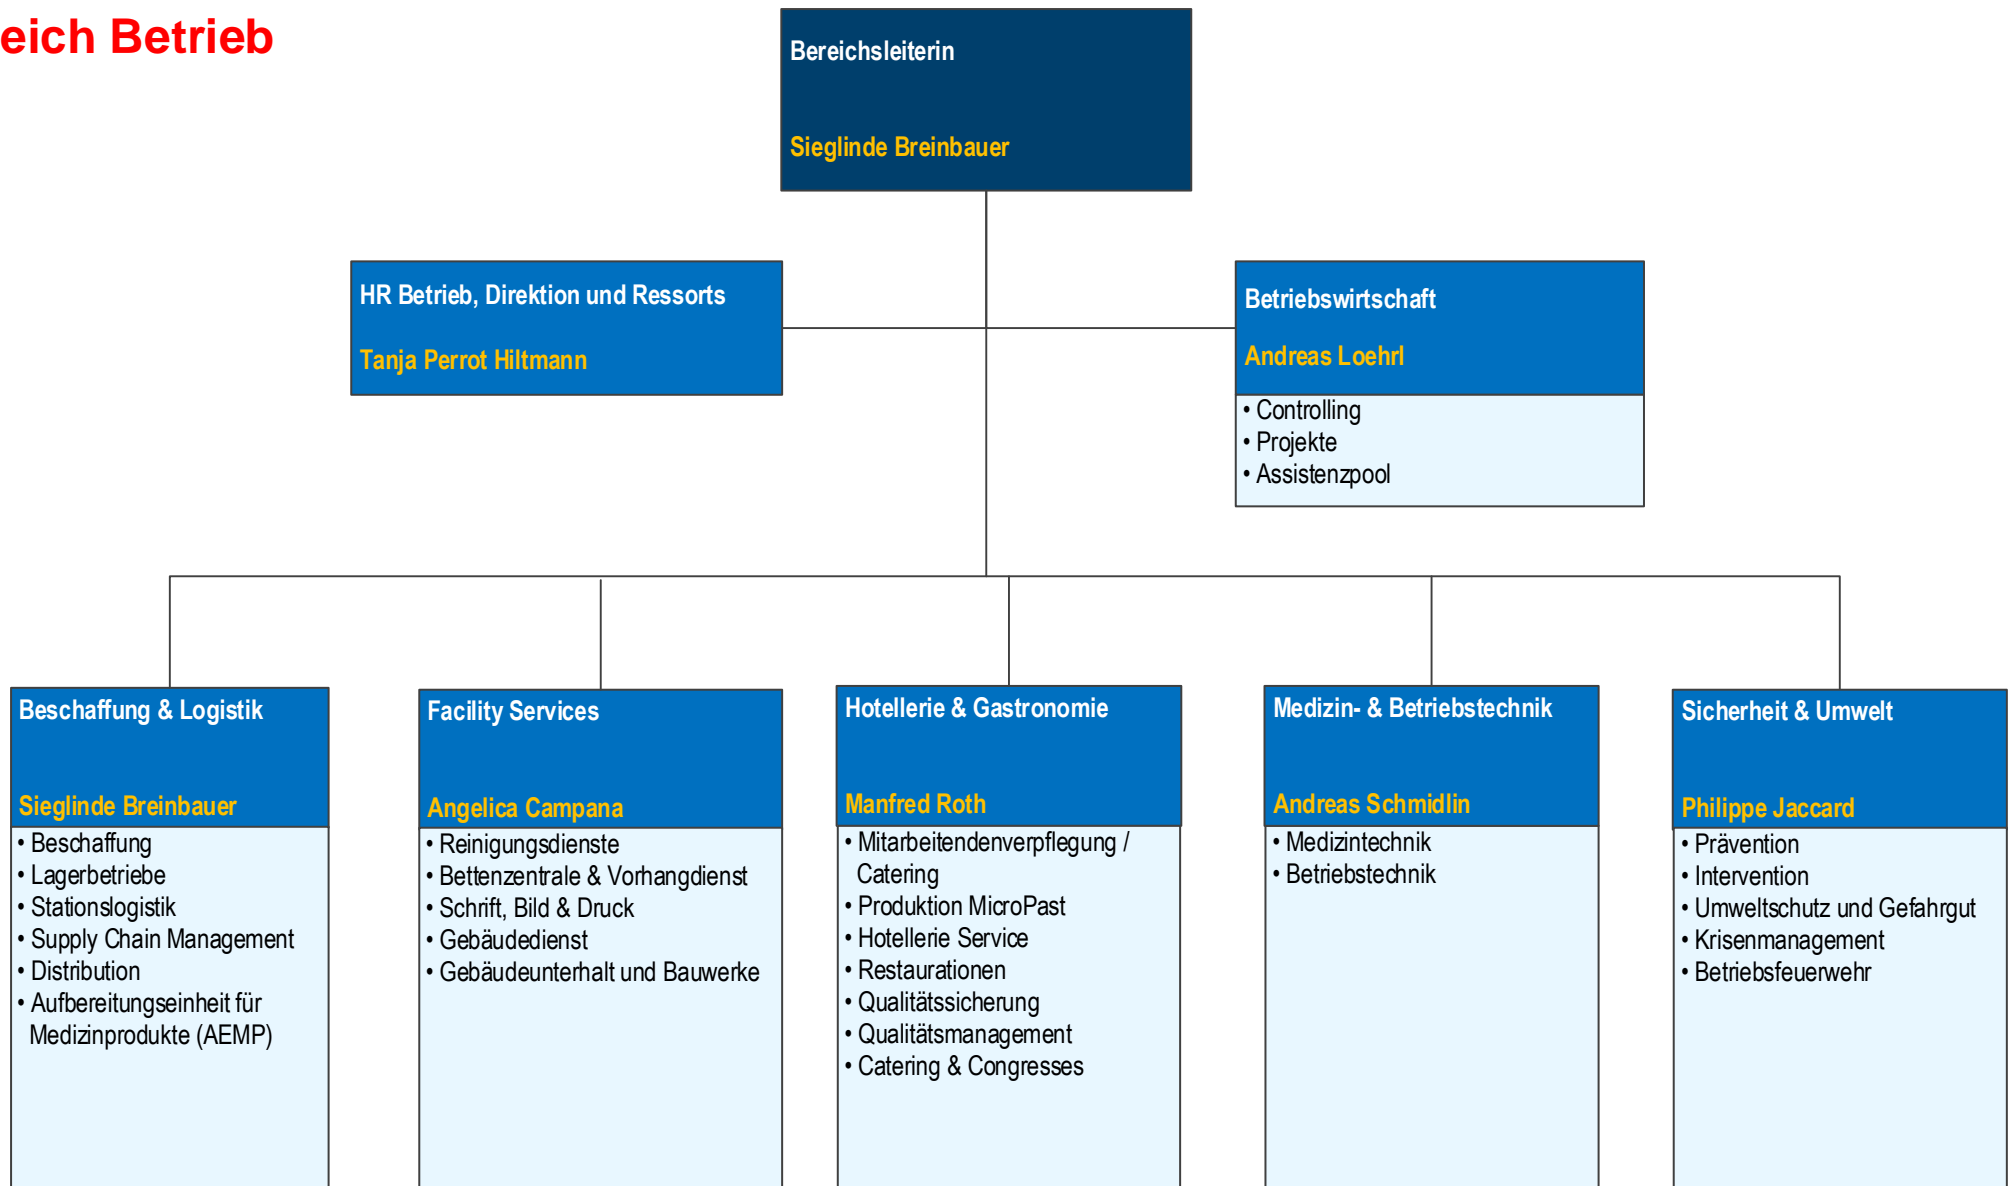 eich Betrieb
Bereichsleiterin
Sieglinde Breinbauer
HR Betrieb, Direktion und Ressorts
Tanja Perrot Hiltmann
Betriebswirtschaft
Andreas Loehrl
• Controlling
• Projekte
• Assistenzpool
Beschaffung & Logistik
Sieglinde Breinbauer
• Beschaffung
• Lagerbetriebe
• Stationslogistik
• Supply Chain Management
• Distribution
• Aufbereitungseinheit für
Medizinprodukte (AEMP)
Facility Services
Angelica Campana
• Reinigungsdienste
• Bettenzentrale & Vorhangdienst
• Schrift, Bild & Druck
• Gebäudedienst
• Gebäudeunterhalt und Bauwerke
Hotellerie & Gastronomie
Manfred Roth
• Mitarbeitendenverpflegung /
Catering
• Produktion MicroPast
• Hotellerie Service
• Restaurationen
• Qualitätssicherung
• Qualitätsmanagement
• Catering & Congresses
Medizin- & Betriebstechnik
Andreas Schmidlin
• Medizintechnik
• Betriebstechnik
Sicherheit & Umwelt
Philippe Jaccard
• Prävention
• Intervention
• Umweltschutz und Gefahrgut
• Krisenmanagement
• Betriebsfeuerwehr